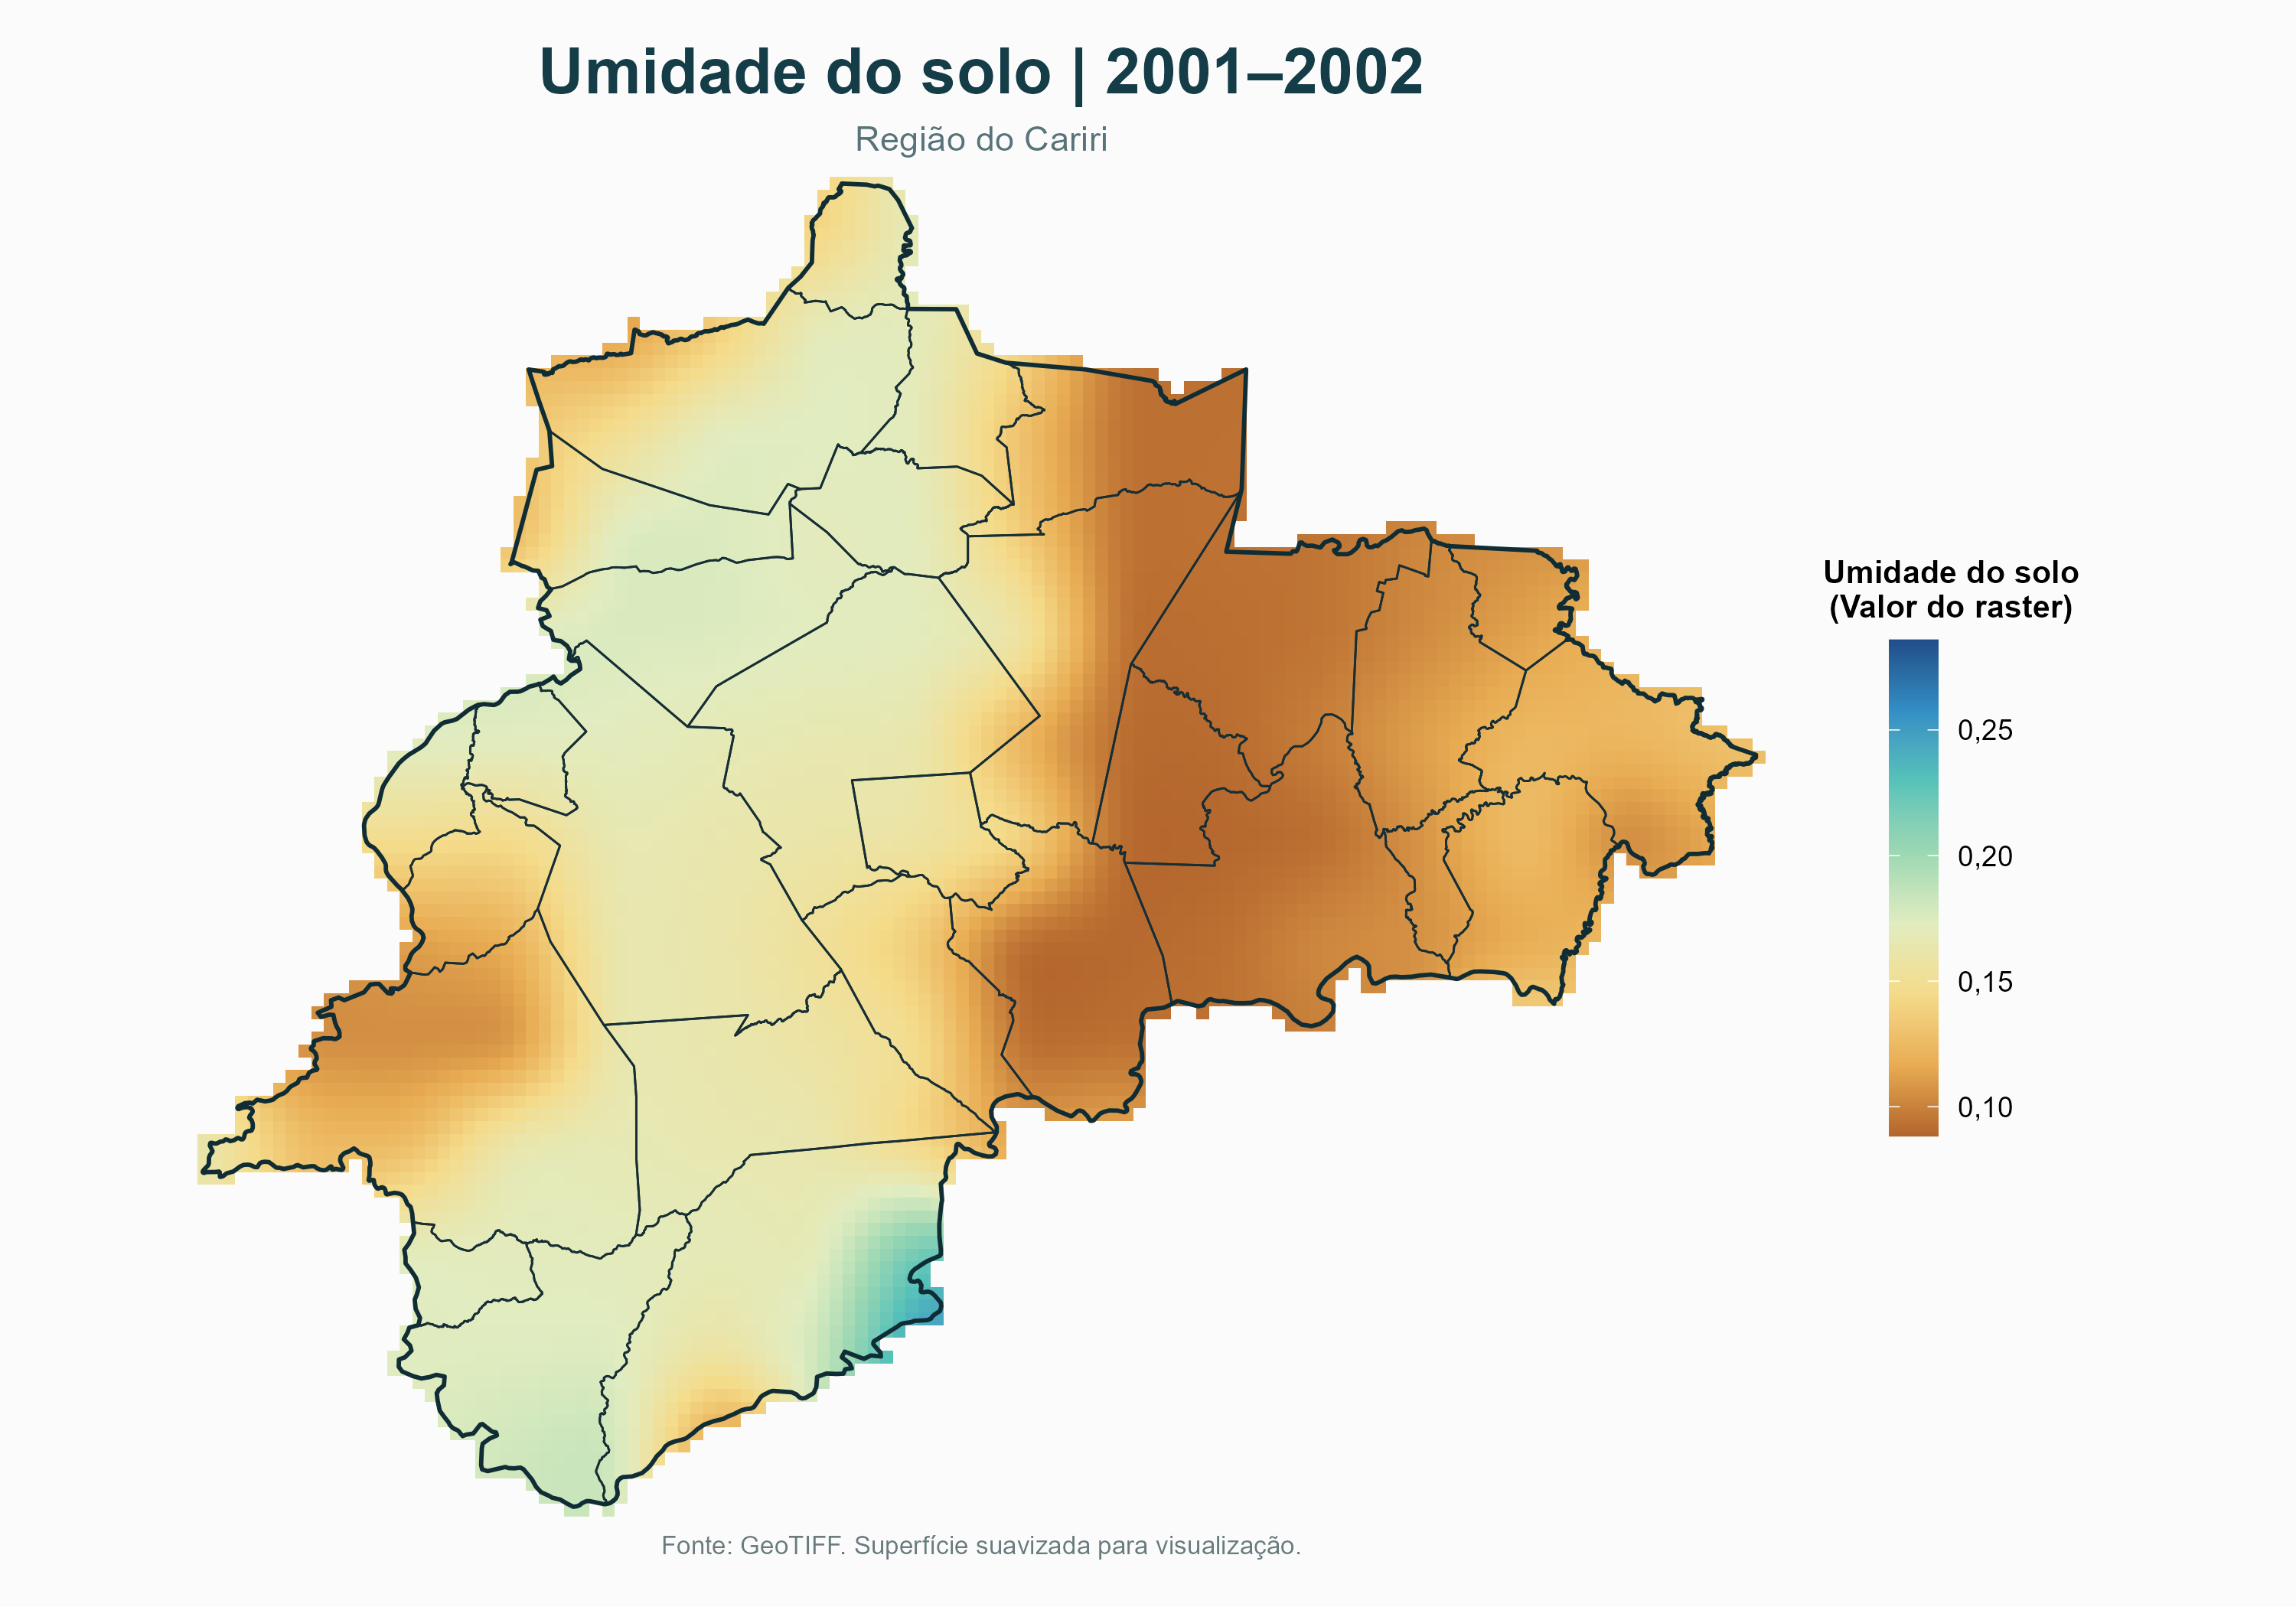 Umidade do solo | 2001–2002
Região do Cariri
Umidade do solo
(Valor do raster)
0,25
0,20
0,15
0,10
Fonte: GeoTIFF. Superfície suavizada para visualização.